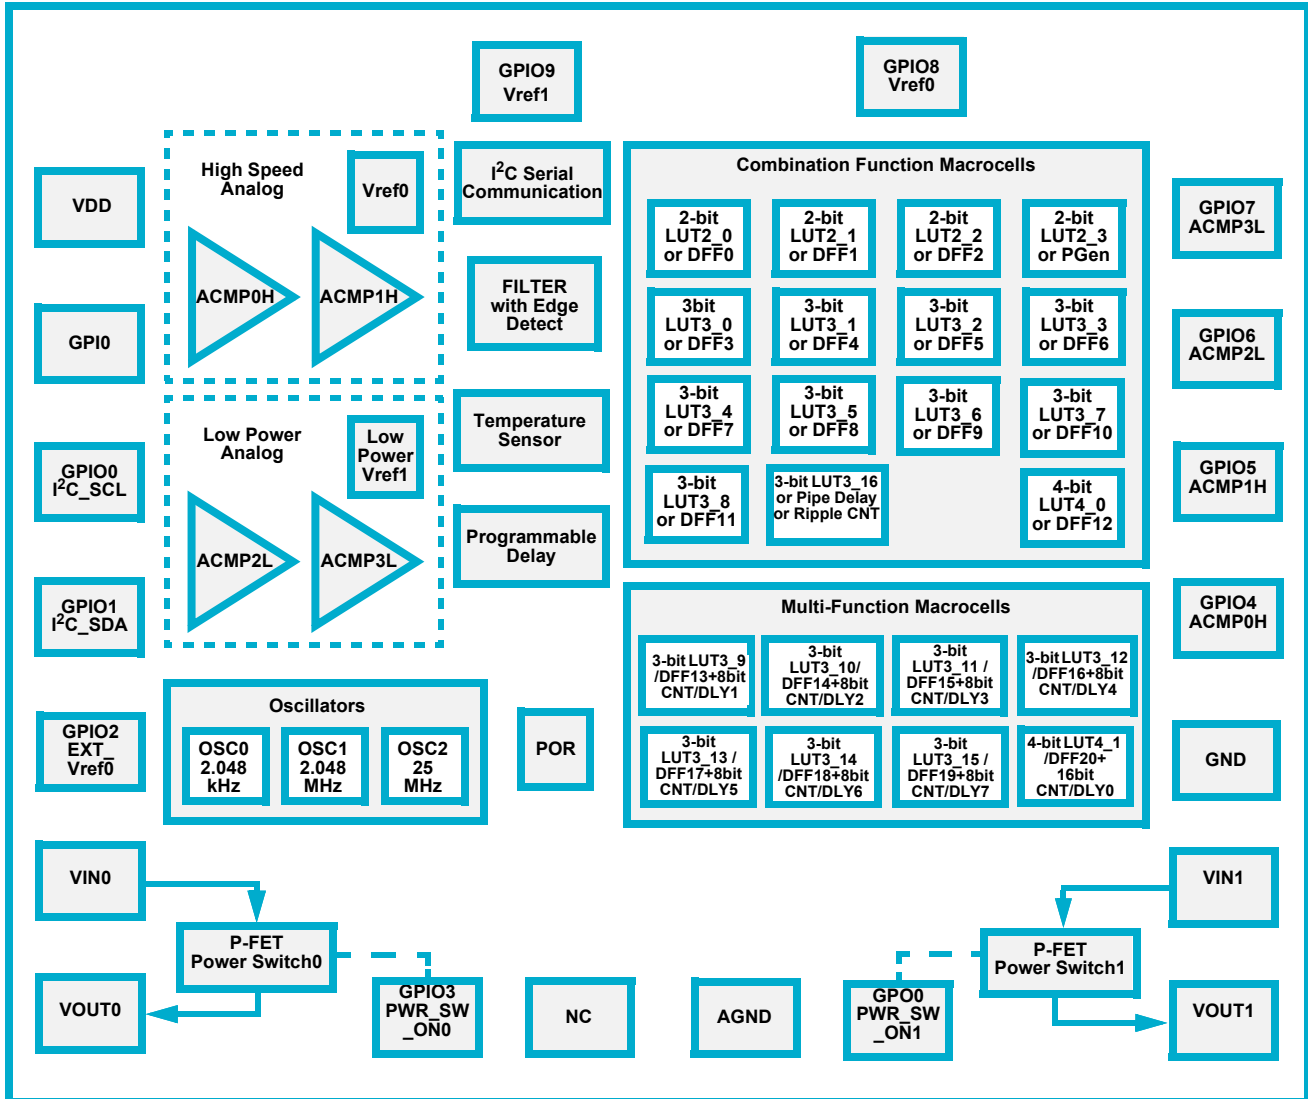 GPIO9
Vref1
GPIO8
Vref0
VDD
GPI0
GPIO0
I²C_SCL
GPIO1
I²C_SDA
GPIO2
EXT_
Vref0
High Speed
Analog
Vref0
ACMP0H
ACMP1H
Low Power
Analog
Low
Power
Vref1
ACMP2L
ACMP3L
I²C Serial
Communication
FILTER
with Edge
Detect
Temperature
Sensor
Programmable
Delay
Oscillators
OSC0
2.048
kHz
OSC1
2.048
MHz
OSC2
25
MHz
POR
Combination Function Macrocells
2-bit
LUT2_0
or DFF0
2-bit
LUT2_1
or DFF1
2-bit
LUT2_2
or DFF2
2-bit
LUT2_3
or PGen
3bit
LUT3_0
or DFF3
3-bit
LUT3_1
or DFF4
3-bit
LUT3_2
or DFF5
3-bit
LUT3_3
or DFF6
3-bit
LUT3_4
or DFF7
3-bit
LUT3_5
or DFF8
3-bit
LUT3_6
or DFF9
3-bit
LUT3_7
or DFF10
3-bit
LUT3_8
or DFF11
3-bit LUT3_16
or Pipe Delay
or Ripple CNT
4-bit
LUT4_0
or DFF12
Multi-Function Macrocells
3-bit LUT3_9
/DFF13+8bit
CNT/DLY1
3-bit
LUT3_10/
DFF14+8bit
CNT/DLY2
3-bit
LUT3_11 /
DFF15+8bit
CNT/DLY3
3-bit LUT3_12
/DFF16+8bit
CNT/DLY4
3-bit
LUT3_13 /
DFF17+8bit
CNT/DLY5
3-bit
LUT3_14
/DFF18+8bit
CNT/DLY6
3-bit
LUT3_15 /
DFF19+8bit
CNT/DLY7
4-bit LUT4_1
/DFF20+
16bit
CNT/DLY0
GPIO7
ACMP3L
GPIO6
ACMP2L
GPIO5
ACMP1H
GPIO4
ACMP0H
GND
VIN0
P-FET
Power Switch0
VOUT0
GPIO3
PWR_SW
_ON0
NC
AGND
GPO0
PWR_SW
_ON1
P-FET
Power Switch1
VIN1
VOUT1